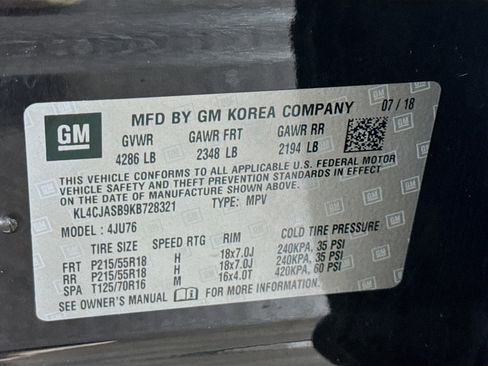 GM
MFD BY GM KOREA COMPANY 07/18
GVWR GAWR FRT GAWR RR
4286 LB 2348 LB 2194 LB
THIS VEHICLE CONFORMS TO ALL APPLICABLE U.S. FEDERAL MOTOR
VEHICLE SAFETY AND THEFT PREVENTION STANDARDS IN EFFECT
ON THE DATE OF MANUFACTURE SHOWN ABOVE.
KL4CJASB9KB728321 TYPE: MPV
MODEL : 4JU76
TIRE SIZE SPEED RTG RIM COLD TIRE PRESSURE
FRT P215/55R18 H 18x7.0J 240KPA, 35 PSI
RR P215/55R18 H 18x7.0J 240KPA, 35 PSI
SPA T125/70R16 M 16x4.0T 420KPA, 60 PSI
SEE OWNER'S MANUAL FOR MORE INFORMATION